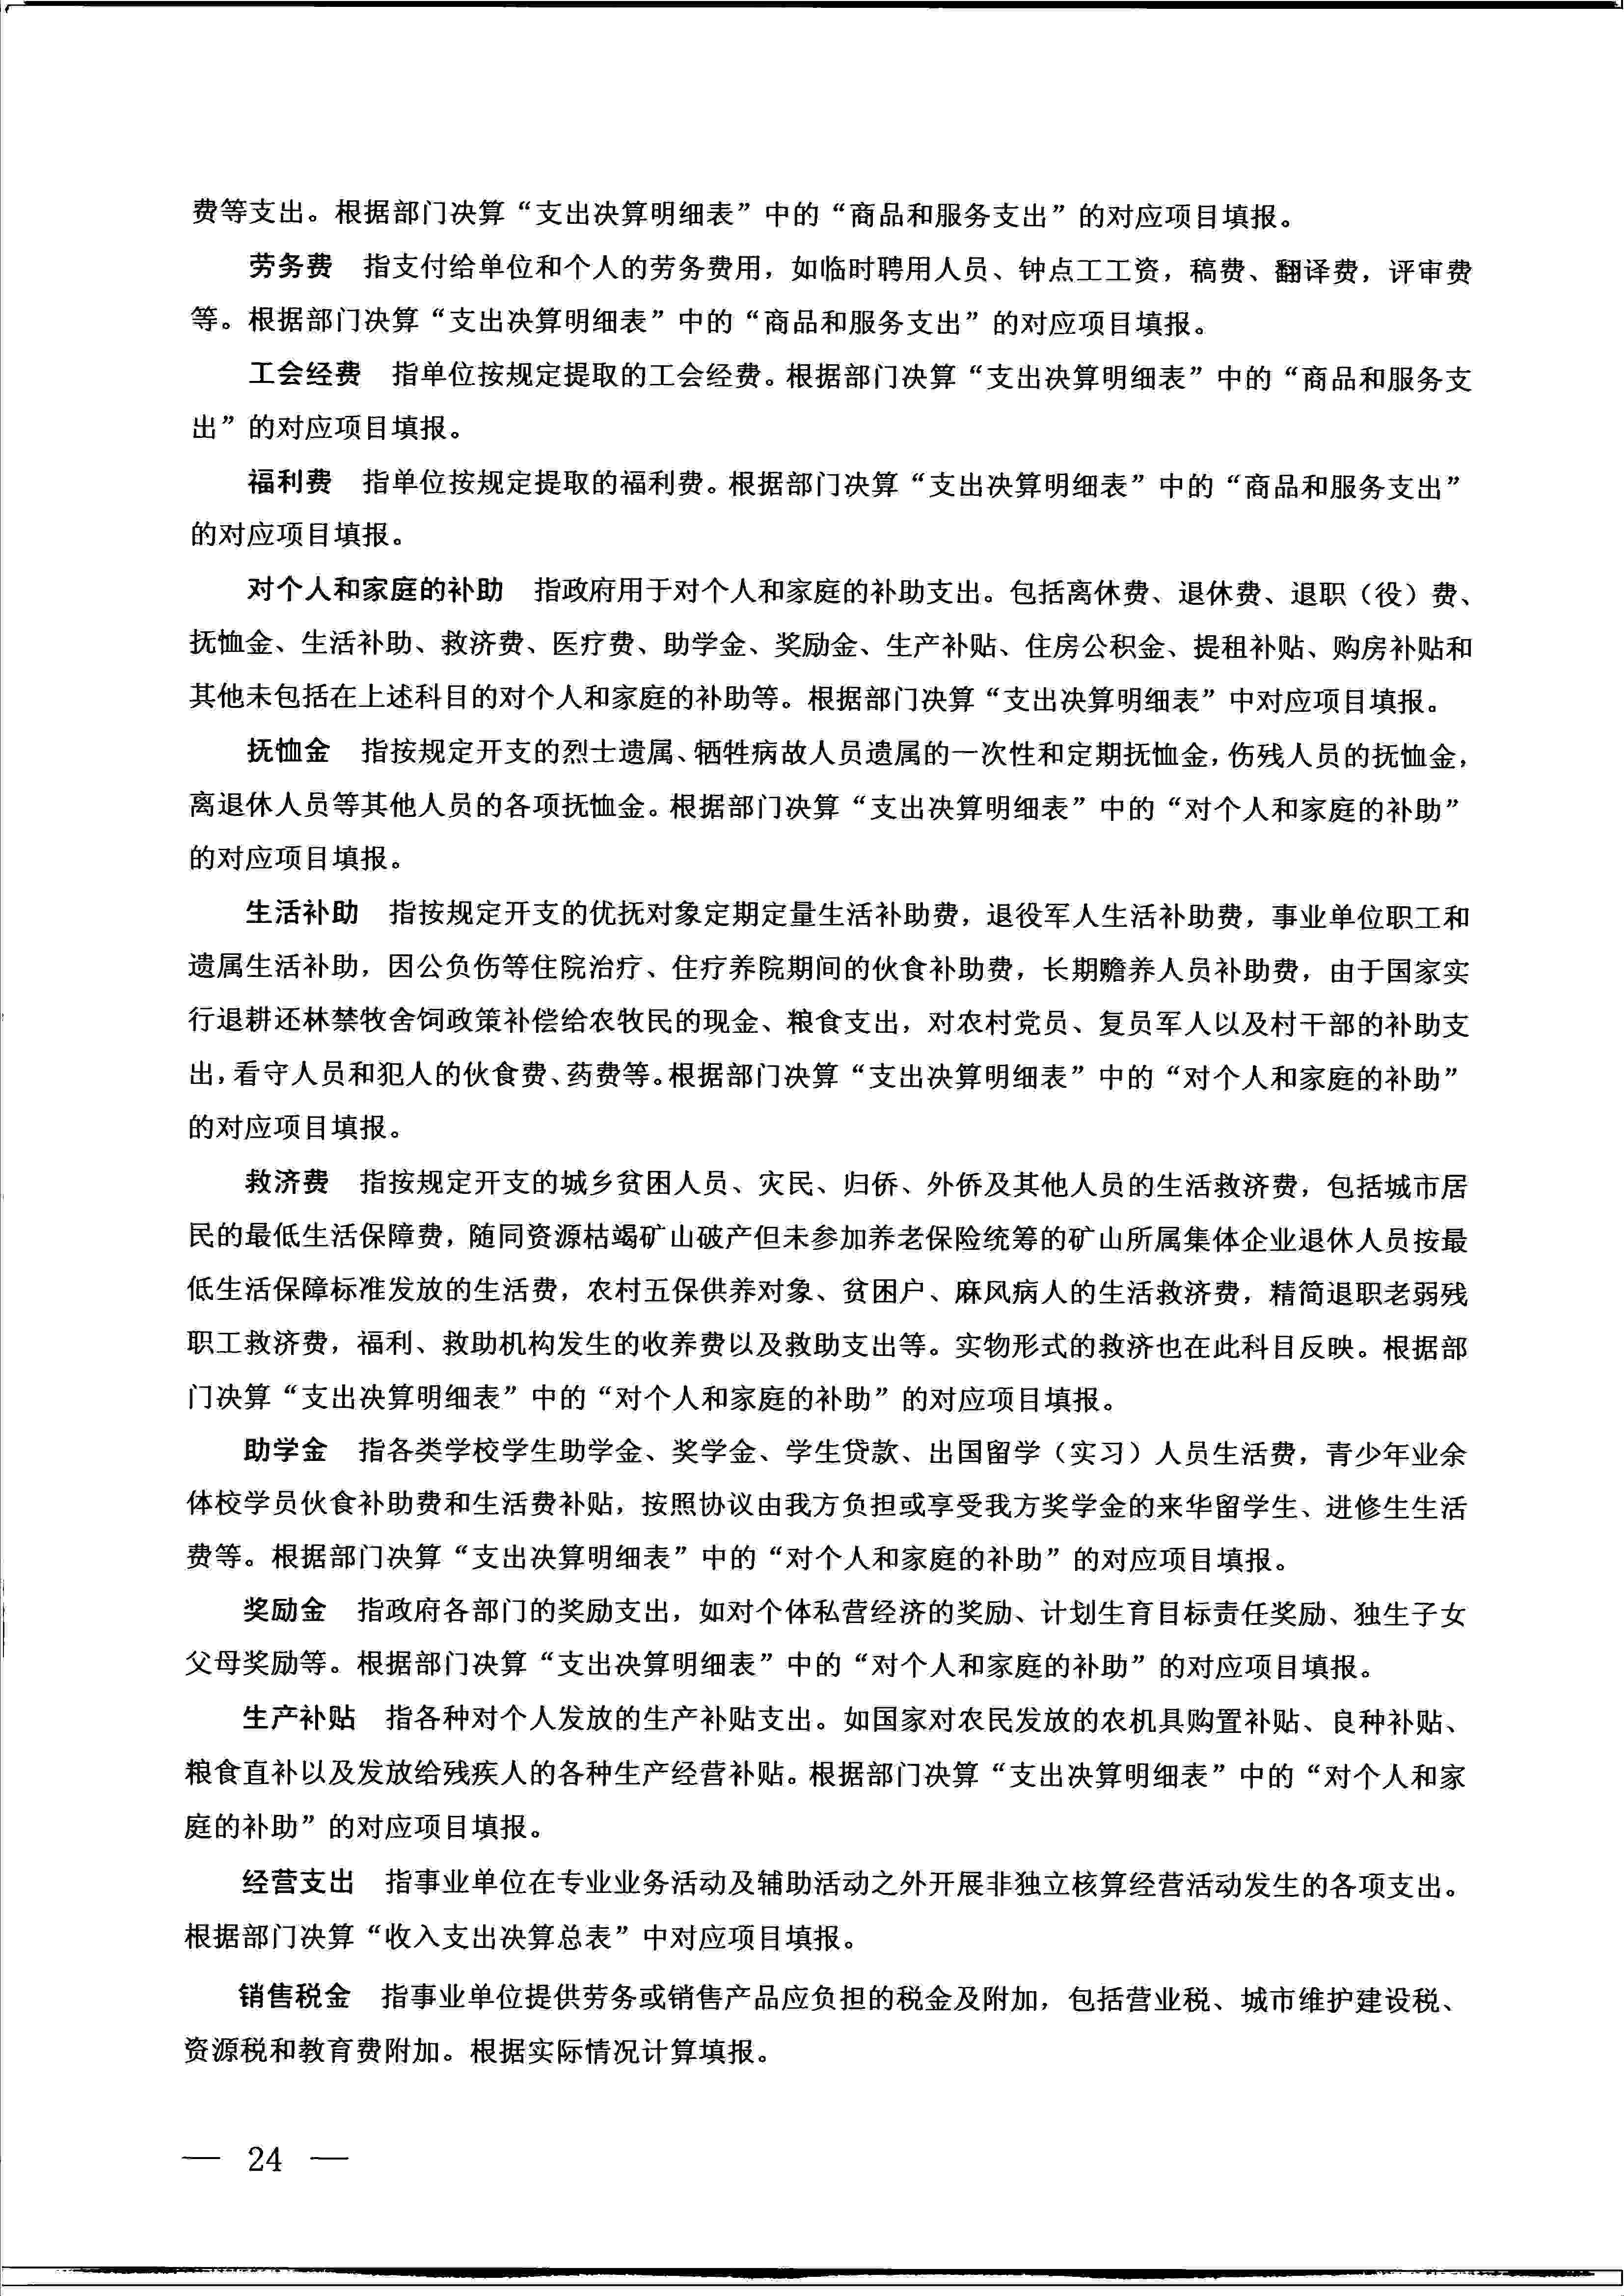 费等支出。根据部门决算“支出决算明细表”中的“商品和服务支出”的对应项目填报。
劳务费　指支付给单位和个人的劳务费用，如临时聘用人员、钟点工工资，稿费、翻译费，评审费
等。根据部门决算“支出决算明细表”中的“商品和服务支出”的对应项目填报。
工会经费　指单位按规定提取的工会经费。根据部门决算“支出决算明细表”中的“商品和服务支
出”的对应项目填报。
福利费　指单位按规定提取的福利费。根据部门决算“支出决算明细表”中的“商品和服务支出”
的对应项目填报。
对个人和家庭的补助　指政府用于对个人和家庭的补助支出。包括离休费、退休费、退职（役）费、
抚恤金、生活补助、救济费、医疗费、助学金、奖励金、生产补贴、住房公积金、提租补贴、购房补贴和
其他未包括在上述科目的对个人和家庭的补助等。根据部门决算“支出决算明细表”中对应项目填报。
抚恤金　指按规定开支的烈士遗属、牺牲病故人员遗属的一次性和定期抚恤金，伤残人员的抚恤金，
离退休人员等其他人员的各项抚恤金。根据部门决算“支出决算明细表”中的“对个人和家庭的补助”
的对应项目填报。
生活补助　指按规定开支的优抚对象定期定量生活补助费，退役军人生活补助费，事业单位职工和
遗属生活补助，因公负伤等住院治疗、住疗养院期间的伙食补助费，长期赡养人员补助费，由于国家实
行退耕还林禁牧舍饲政策补偿给农牧民的现金、粮食支出，对农村党员、复员军人以及村干部的补助支
出，看守人员和犯人的伙食费、药费等。根据部门决算“支出决算明细表”中的“对个人和家庭的补助”
的对应项目填报。
救济费　指按规定开支的城乡贫困人员、灾民、归侨、外侨及其他人员的生活救济费，包括城市居
民的最低生活保障费，随同资源枯竭矿山破产但未参加养老保险统筹的矿山所属集体企业退休人员按最
低生活保障标准发放的生活费，农村五保供养对象、贫困户、麻风病人的生活救济费，精简退职老弱残
职工救济费，福利、救助机构发生的收养费以及救助支出等。实物形式的救济也在此科目反映。根据部
门决算“支出决算明细表”中的“对个人和家庭的补助”的对应项目填报。
助学金　指各类学校学生助学金、奖学金、学生贷款、出国留学（实习）人员生活费，青少年业余
体校学员伙食补助费和生活费补贴，按照协议由我方负担或享受我方奖学金的来华留学生、进修生生活
费等。根据部门决算“支出决算明细表”中的“对个人和家庭的补助”的对应项目填报。
奖励金　指政府各部门的奖励支出，如对个体私营经济的奖励、计划生育目标责任奖励、独生子女
父母奖励等。根据部门决算“支出决算明细表”中的“对个人和家庭的补助”的对应项目填报。
生产补贴　指各种对个人发放的生产补贴支出。如国家对农民发放的农机具购置补贴、良种补贴、
粮食直补以及发放给残疾人的各种生产经营补贴。根据部门决算“支出决算明细表”中的“对个人和家
庭的补助”的对应项目填报。
经营支出　指事业单位在专业业务活动及辅助活动之外开展非独立核算经营活动发生的各项支出。
根据部门决算“收入支出决算总表”中对应项目填报。
销售税金　指事业单位提供劳务或销售产品应负担的税金及附加，包括营业税、城市维护建设税、
资源税和教育费附加。根据实际情况计算填报。
— 24 —